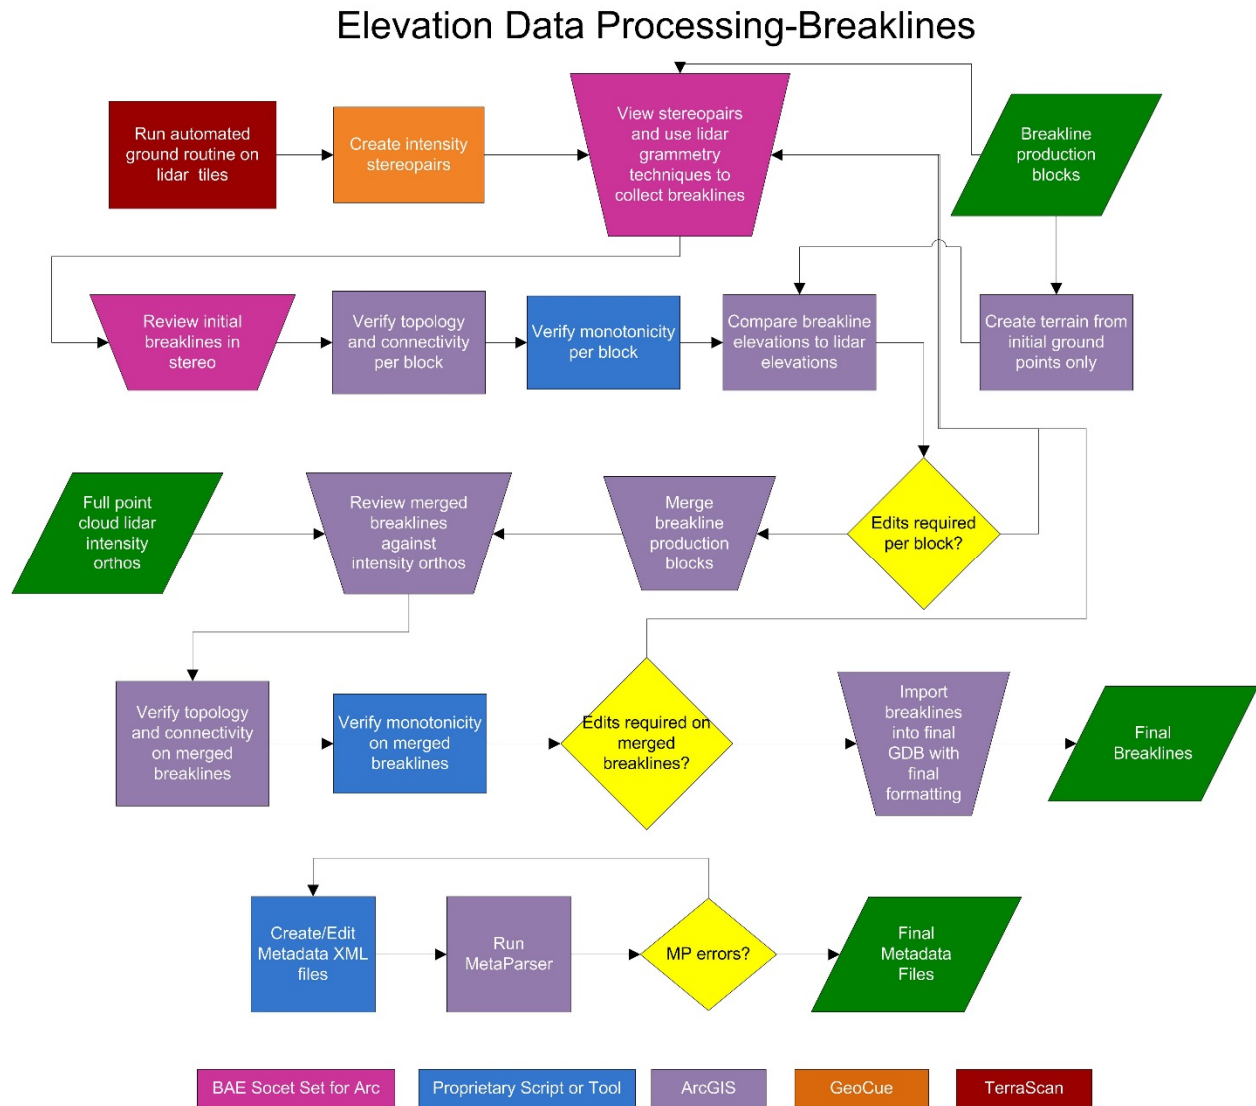 Elevation Data Processing-Breaklines
Run automated
ground routine on
lidar tiles
Create intensity
stereopairs
View stereopairs
and use lidar
grammetry
techniques to
collect breaklines
Breakline
production
blocks
Review initial
breaklines in
stereo
Verify topology
and connectivity
per block
Verify monotonicity
per block
Compare breakline
elevations to lidar
elevations
Create terrain from
initial ground
points only
Full point
cloud lidar
intensity
orthos
Review merged
breaklines
against
intensity orthos
Merge
breakline
production
blocks
Edits required
per block?
Verify topology
and connectivity
on merged
breaklines
Verify monotonicity
on merged
breaklines
Edits required on
merged
breaklines?
Import
breaklines
into final
GDB with
final
formatting
Final
Breaklines
Create/Edit
Metadata XML
files
Run
MetaParser
MP errors?
Final
Metadata
Files
BAE Socet Set for Arc
Proprietary Script or Tool
ArcGIS
GeoCue
TerraScan